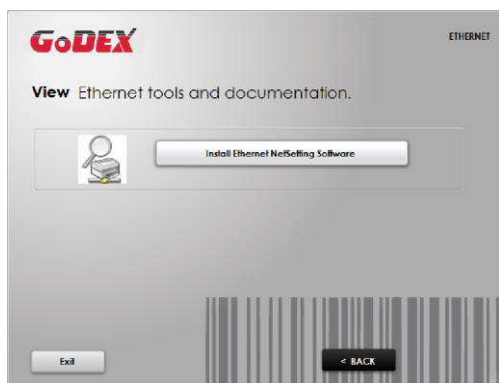 GoDEX
ETHERNET
View Ethernet tools and documentation.
Install Ethernet NetSetting Software
Exit
< BACK